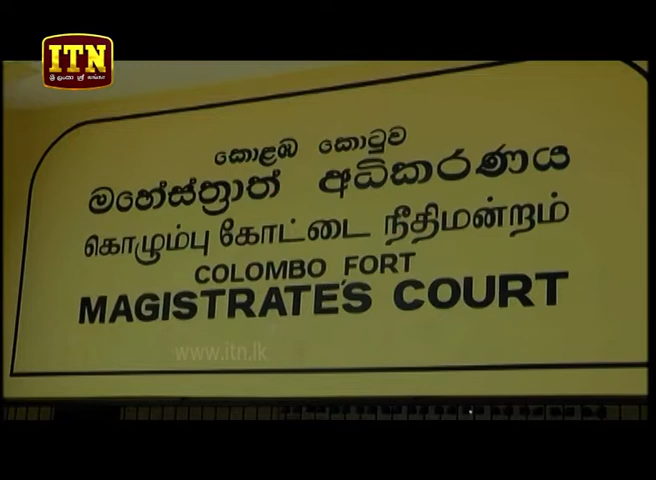 ITN
කොළඹ කොටුව
මහේස්ත්‍රාත් අධිකරණය
கொழும்பு கோட்டை நீதிமன்றம்
COLOMBO FORT
MAGISTRATE'S COURT
www.itn.lk